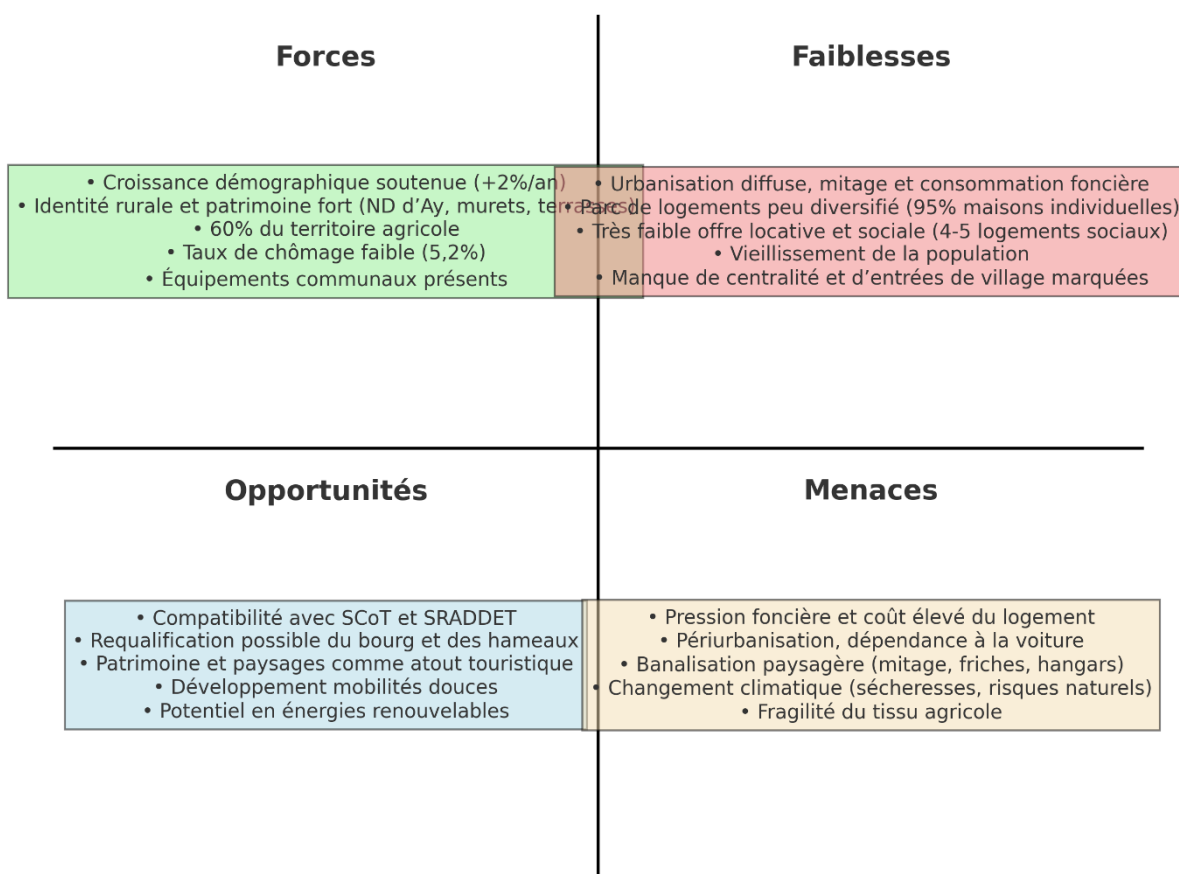 Forces
• Croissance démographique soutenue (+2%/an)
• Identité rurale et patrimoine fort (ND d’Ay, murets, terrasses)
• 60% du territoire agricole
• Taux de chômage faible (5,2%)
• Équipements communaux présents
Faiblesses
• Urbanisation diffuse, mitage et consommation foncière
• Parc de logements peu diversifié (95% maisons individuelles)
• Très faible offre locative et sociale (4-5 logements sociaux)
• Vieillissement de la population
• Manque de centralité et d’entrées de village marquées
Opportunités
• Compatibilité avec SCoT et SRADDET
• Requalification possible du bourg et des hameaux
• Patrimoine et paysages comme atout touristique
• Développement mobilités douces
• Potentiel en énergies renouvelables
Menaces
• Pression foncière et coût élevé du logement
• Périurbanisation, dépendance à la voiture
• Banalisation paysagère (mitage, friches, hangars)
• Changement climatique (sécheresses, risques naturels)
• Fragilité du tissu agricole